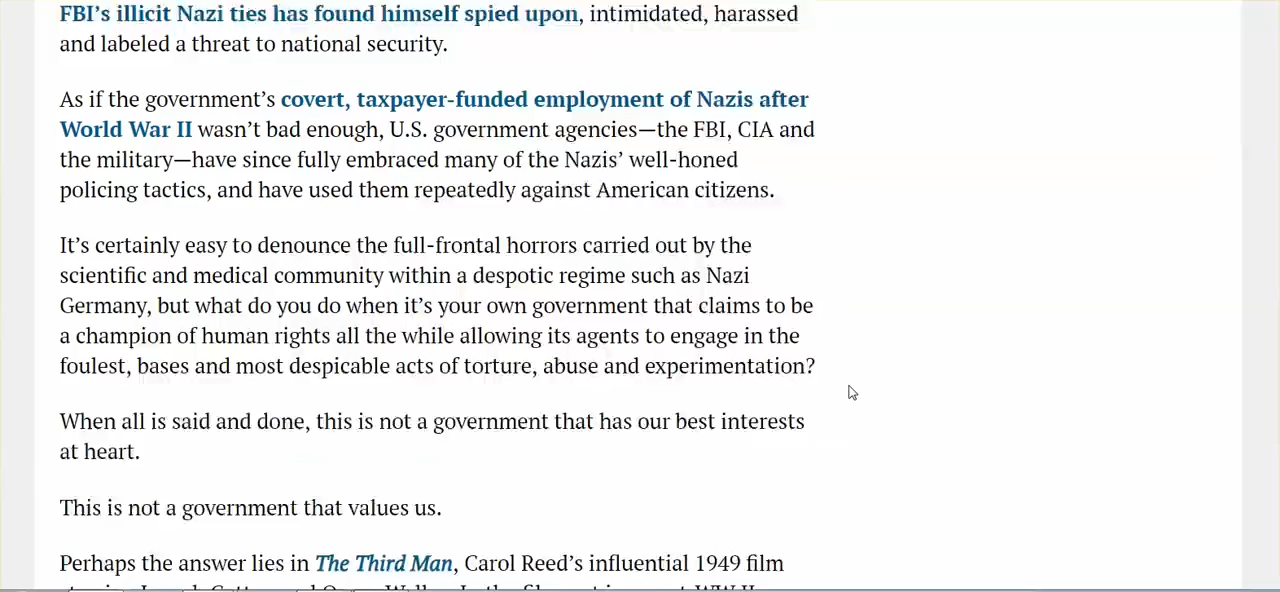 FBI’s illicit Nazi ties has found himself spied upon, intimidated, harassed
and labeled a threat to national security.
As if the government’s covert, taxpayer-funded employment of Nazis after
World War II wasn’t bad enough, U.S. government agencies—the FBI, CIA and
the military—have since fully embraced many of the Nazis’ well-honed
policing tactics, and have used them repeatedly against American citizens.
It’s certainly easy to denounce the full-frontal horrors carried out by the
scientific and medical community within a despotic regime such as Nazi
Germany, but what do you do when it’s your own government that claims to be
a champion of human rights all the while allowing its agents to engage in the
foulest, bases and most despicable acts of torture, abuse and experimentation?
When all is said and done, this is not a government that has our best interests
at heart.
This is not a government that values us.
Perhaps the answer lies in The Third Man, Carol Reed’s influential 1949 film